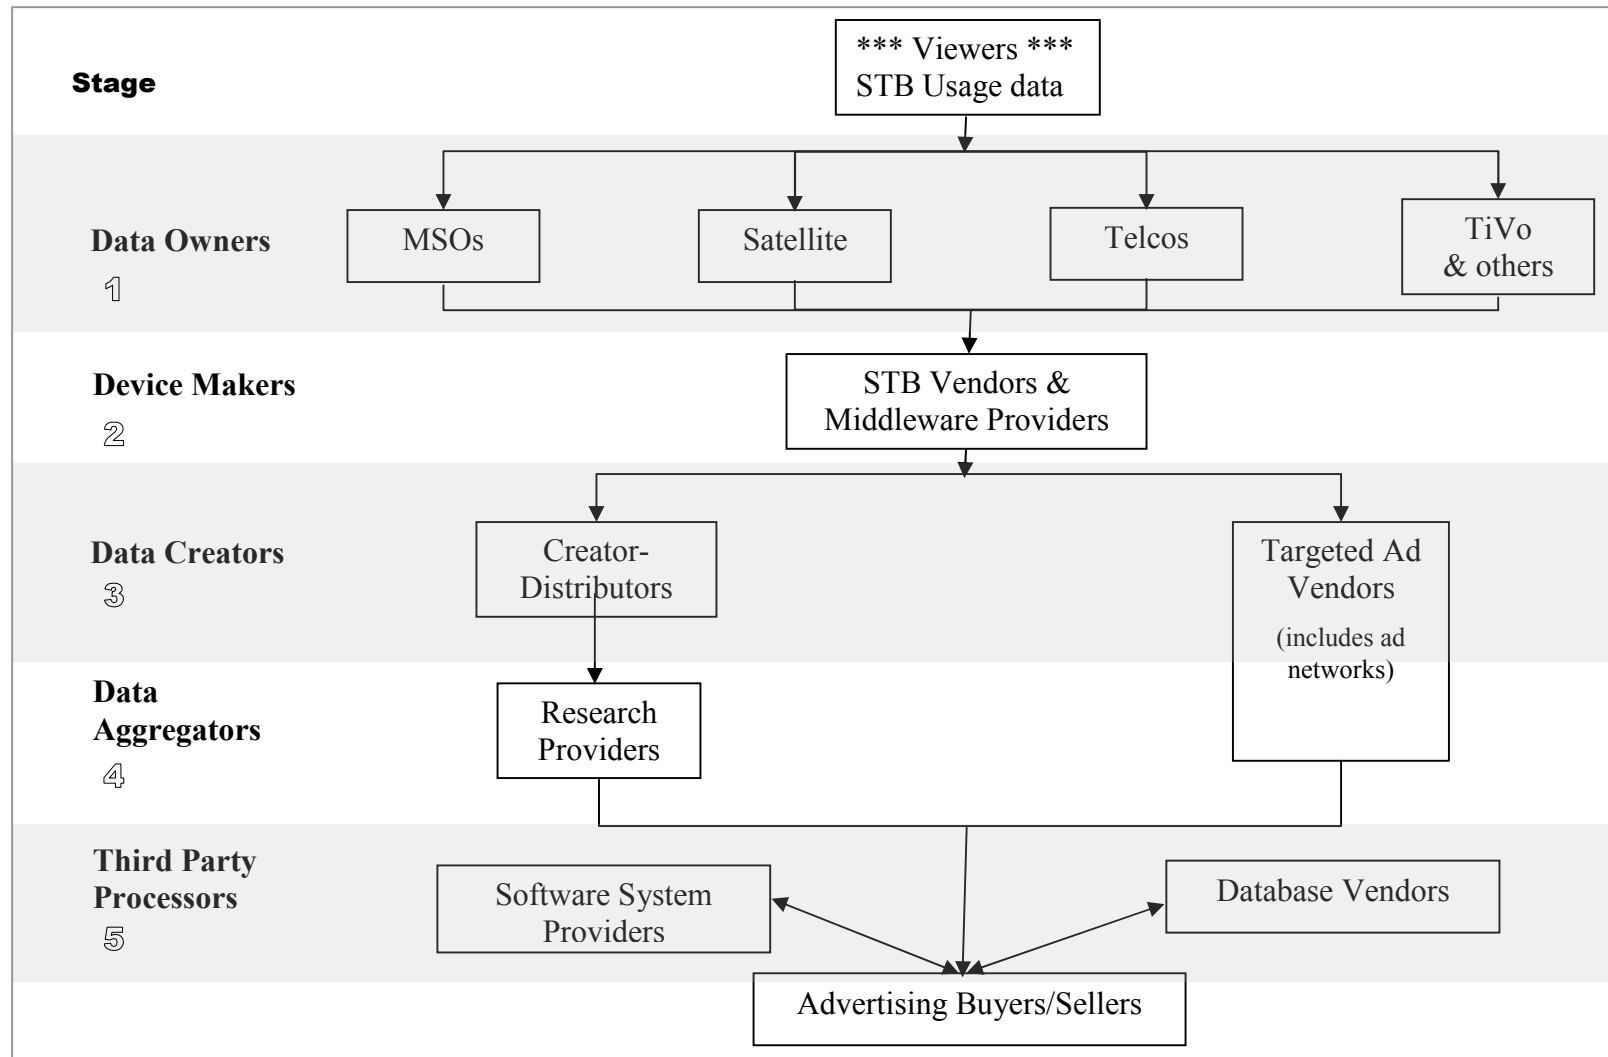 *** Viewers ***
STB Usage data
Stage
Data Owners
1
MSOs
Satellite
Telcos
TiVo
& others
Device Makers
2
STB Vendors &
Middleware Providers
Data Creators
3
Creator-
Distributors
Targeted Ad
Vendors
(includes ad
networks)
Data
Aggregators
4
Research
Providers
Third Party
Processors
5
Software System
Providers
Database Vendors
Advertising Buyers/Sellers